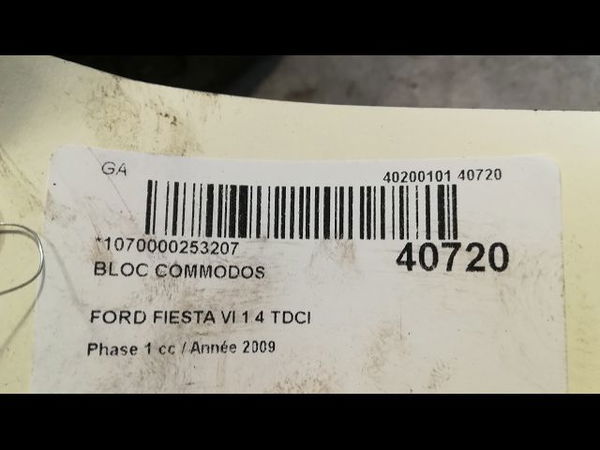 GA
40200101 40720
*1070000253207
40720
BLOC COMMODOS
FORD FIESTA VI 1 4 TDCI
Phase 1 cc / Année 2009